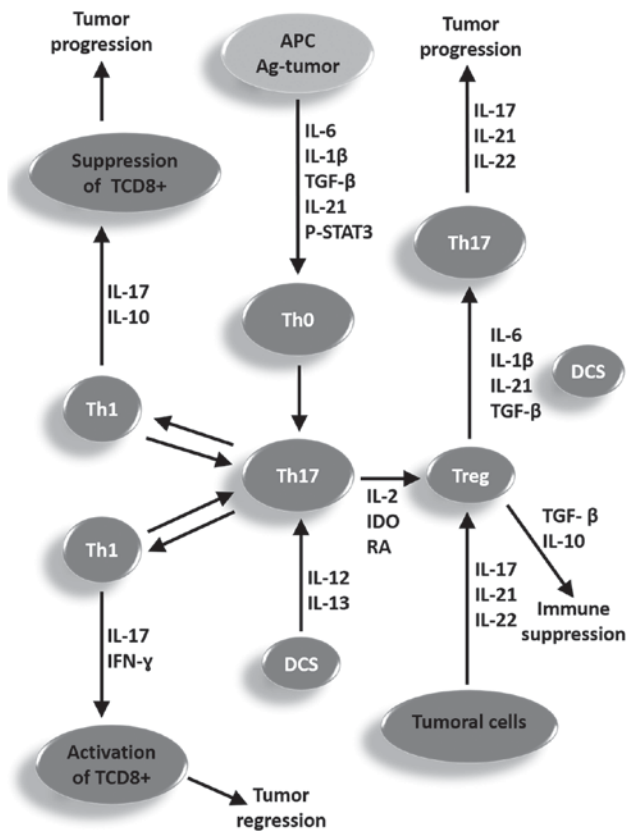 Tumor
progression
APC
Ag-tumor
Tumor
progression
IL-6
IL-1β
TGF-β
IL-21
P-STAT3
IL-17
IL-21
IL-22
Suppression
of TCD8+
Th17
IL-17
IL-10
Th0
IL-6
IL-1β
IL-21
TGF-β
DCS
Th1
Th17
IL-2
IDO
RA
Treg
TGF- β
IL-10
Immune
suppression
Th1
IL-12
IL-13
IL-17
IL-21
IL-22
IL-17
IFN-ɣ
DCS
Tumoral cells
Activation
of TCD8+
Tumor
regression